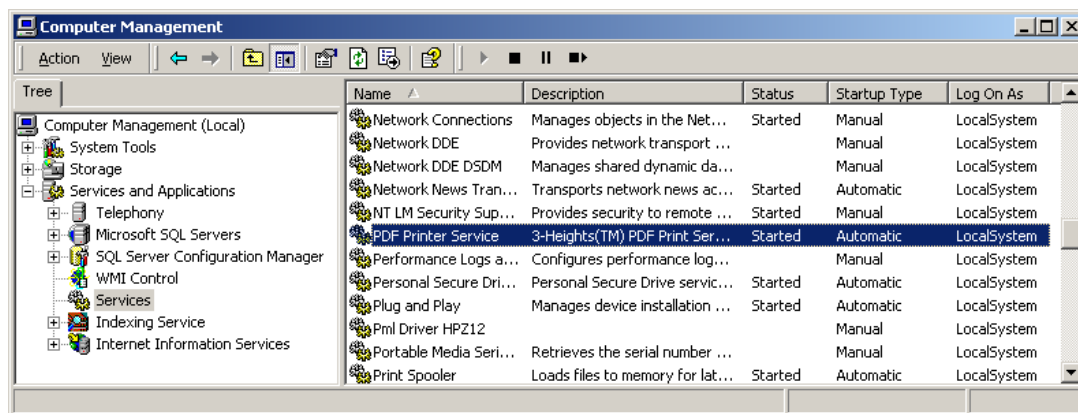 Computer Management
Action View
Tree
Name Description Status Startup Type Log On As
Computer Management (Local)
System Tools
Storage
Services and Applications
Telephony
Microsoft SQL Servers
SQL Server Configuration Manager
WMI Control
Services
Indexing Service
Internet Information Services
Network Connections Manages objects in the Net... Started Manual LocalSystem
Network DDE Provides network transport ... Manual LocalSystem
Network DDE DSDM Manages shared dynamic da... Manual LocalSystem
Network News Tran... Transports network news ac... Started Automatic LocalSystem
NT LM Security Sup... Provides security to remote ... Started Manual LocalSystem
PDF Printer Service 3-Heights(TM) PDF Print Ser... Started Automatic LocalSystem
Performance Logs a... Configures performance log... Manual LocalSystem
Personal Secure Dri... Personal Secure Drive servic... Started Automatic LocalSystem
Plug and Play Manages device installation ... Started Automatic LocalSystem
Pml Driver HPZ12 Manual LocalSystem
Portable Media Seri... Retrieves the serial number ... Manual LocalSystem
Print Spooler Loads files to memory for lat... Started Automatic LocalSystem